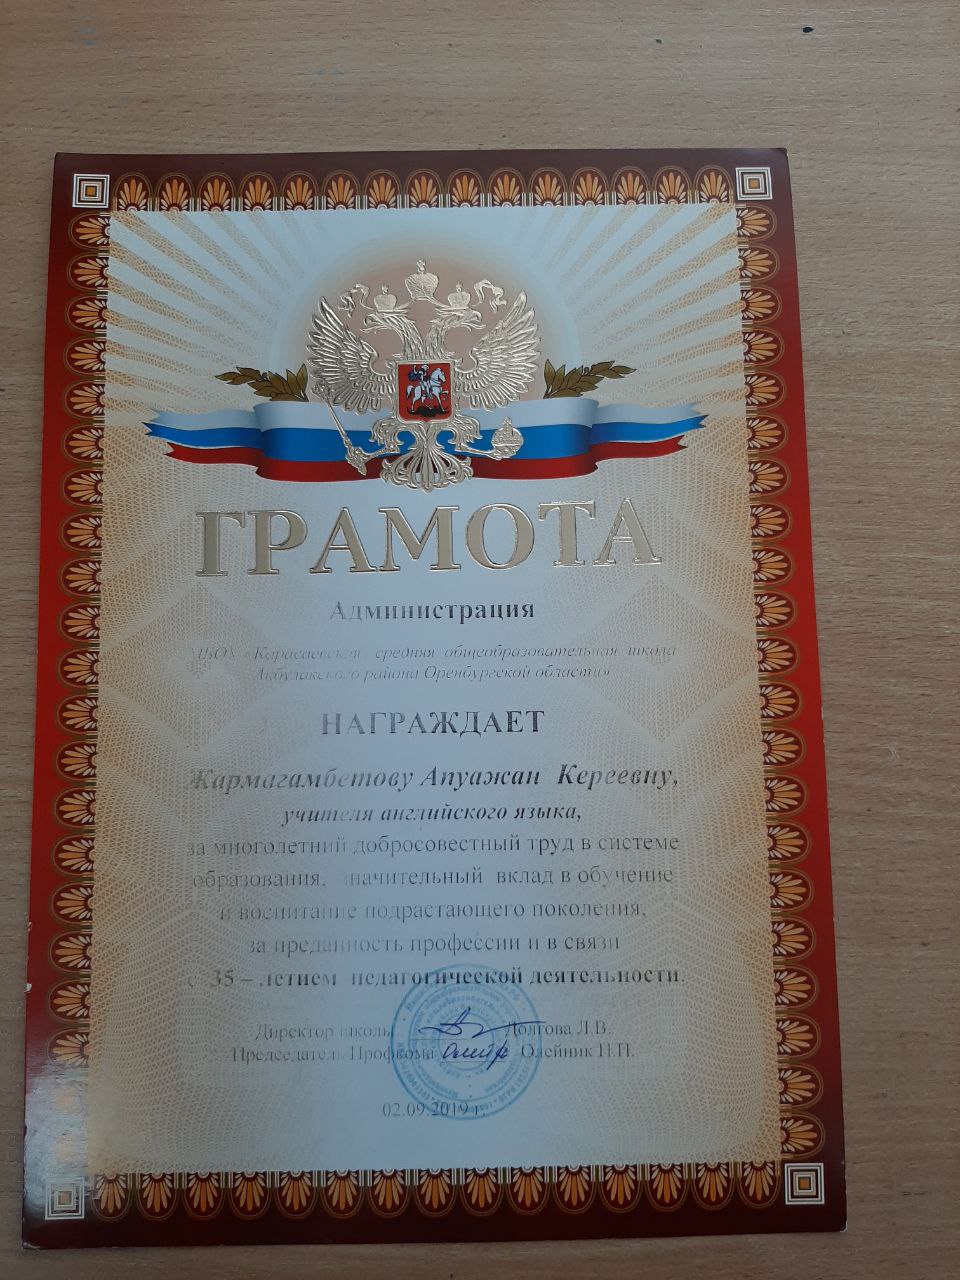 ГРАМОТА
Администрация
МБОУ «Карасаевская средняя общеобразовательная школа
Акбулакского района Оренбургской области»
НАГРАЖДАЕТ
Жармагамбетову Апуажан Кереевну,
учителя английского языка,
за многолетний добросовестный труд в системе
образования, значительный вклад в обучение
и воспитание подрастающего поколения,
за преданность профессии и в связи
с 35 – летием педагогической деятельности.
Директор школы Долгова Л.В.
Председатель Профкома Олейник Н.П.
02.09.2019 г.